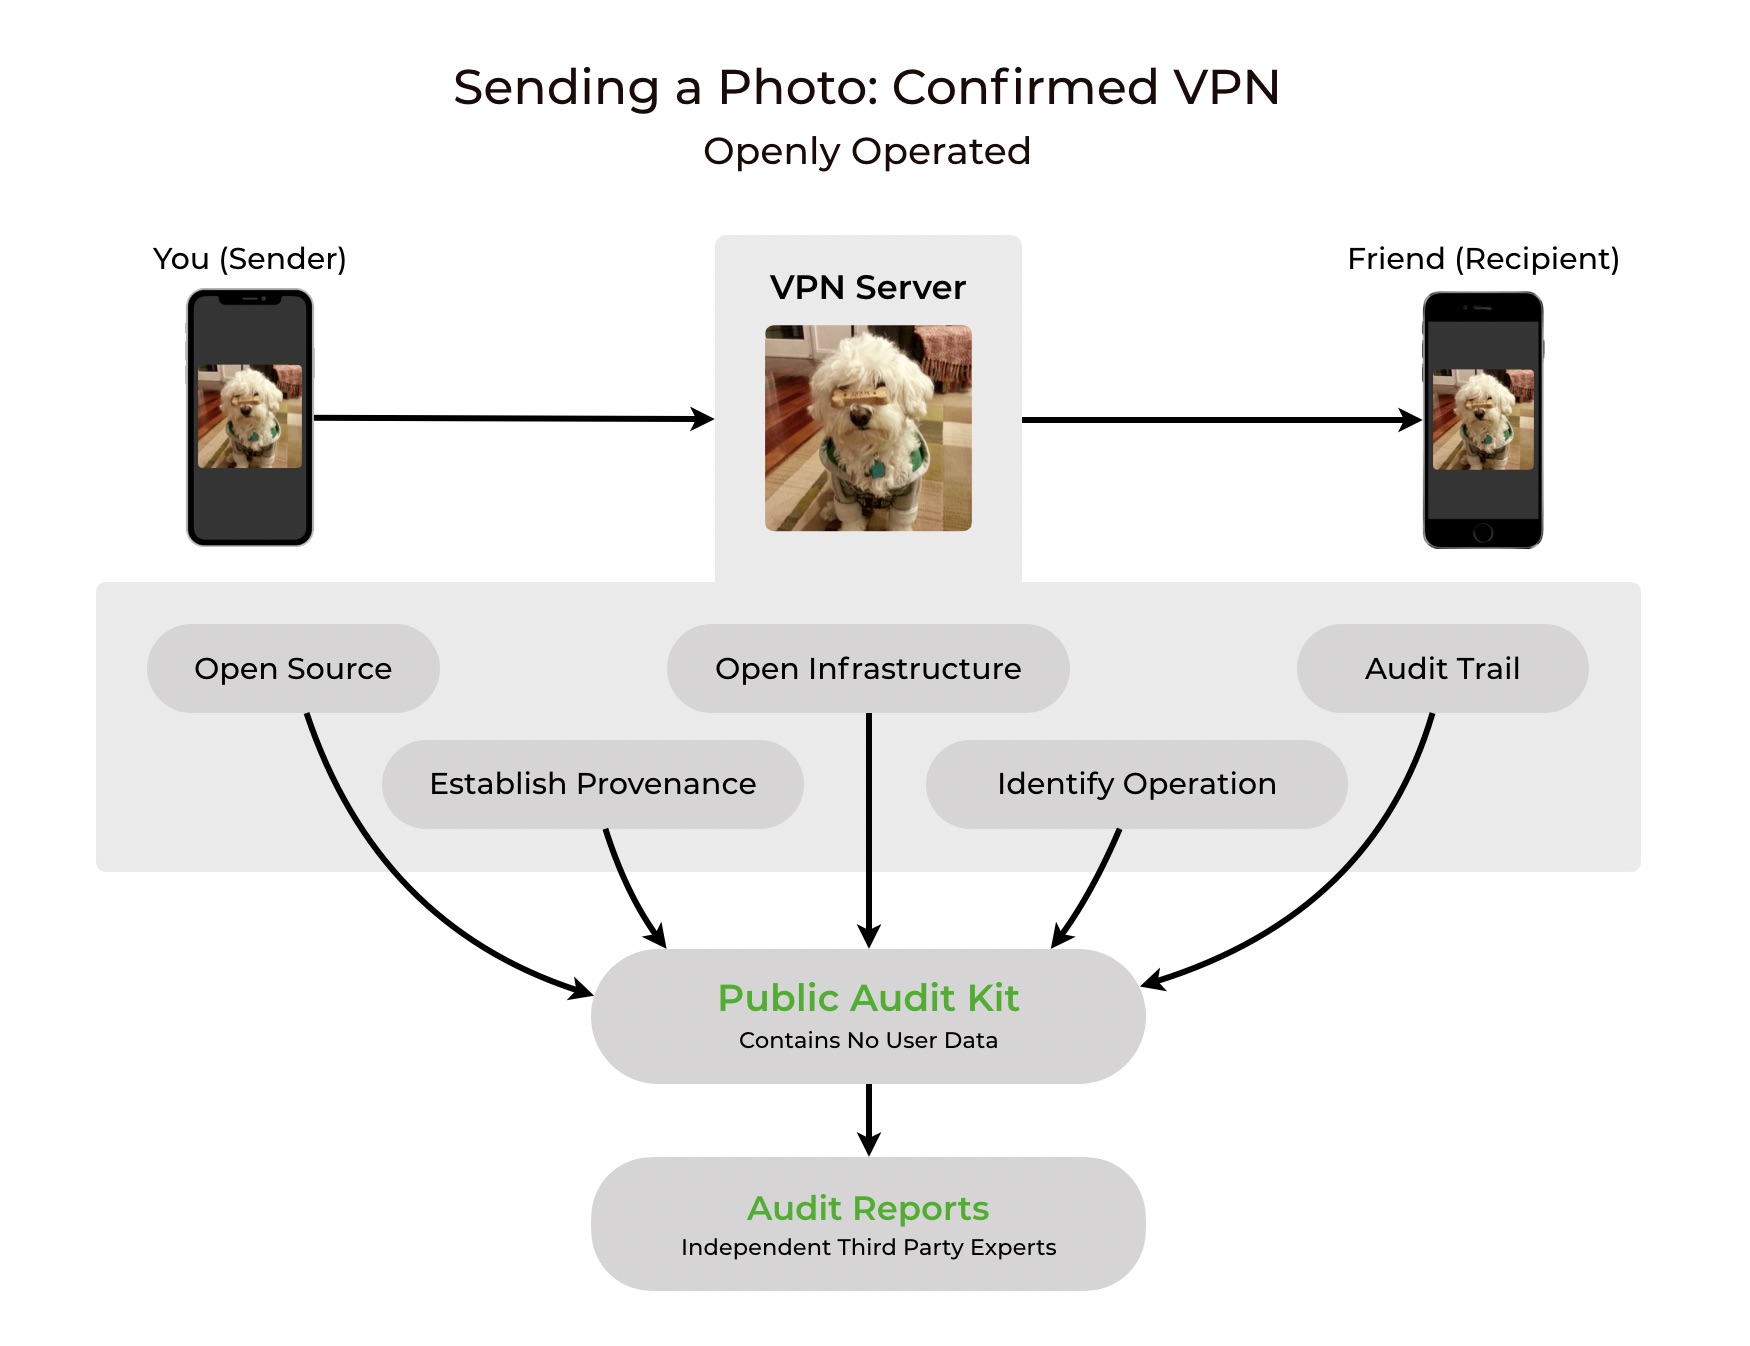 Sending a Photo: Confirmed VPN
Openly Operated
You (Sender)
VPN Server
Friend (Recipient)
Open Source
Open Infrastructure
Audit Trail
Establish Provenance
Identify Operation
Public Audit Kit
Contains No User Data
Audit Reports
Independent Third Party Experts